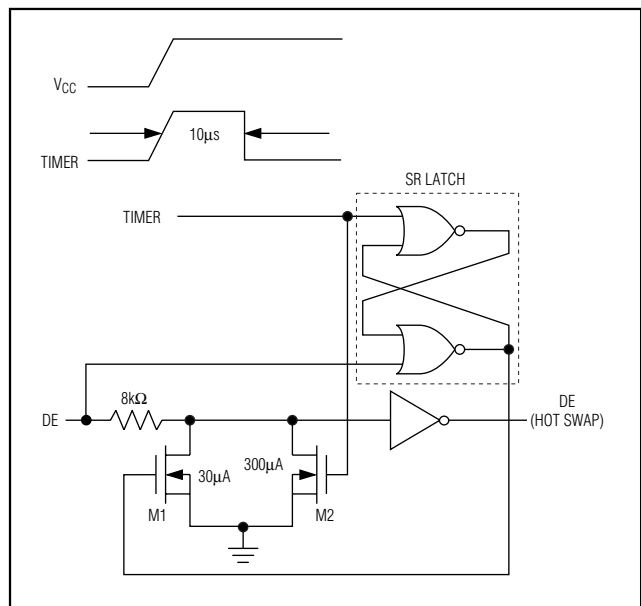 VCC
10μs
TIMER
SR LATCH
TIMER
8kΩ
DE
DE
(HOT SWAP)
30μA
300μA
M1
M2